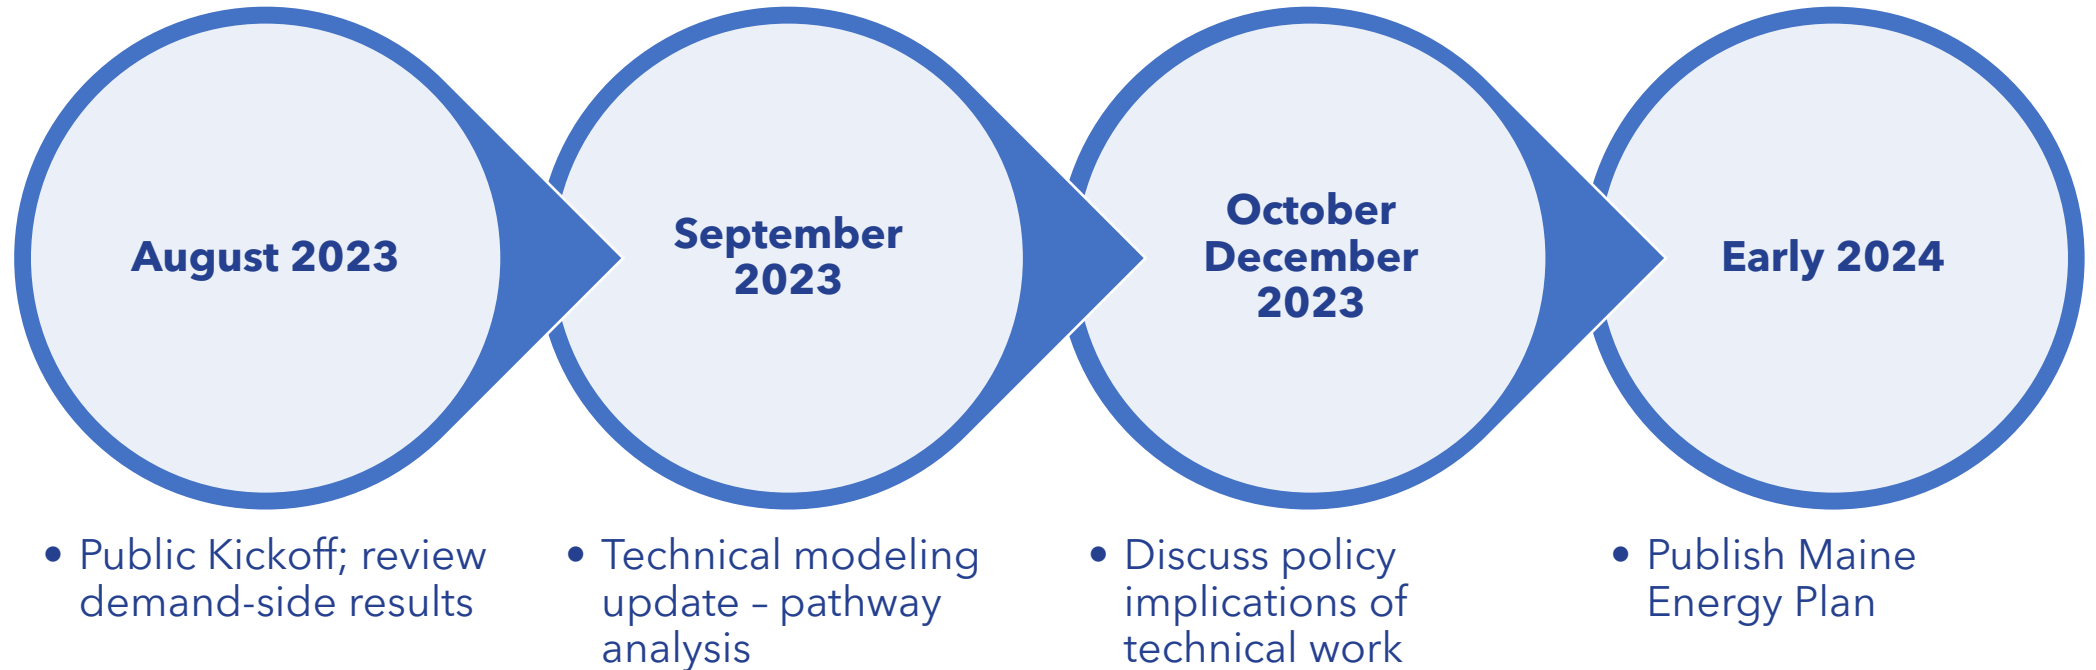 August 2023
September
2023
October
December
2023
Early 2024
• Public Kickoff; review
demand-side results
• Technical modeling
update – pathway
analysis
• Discuss policy
implications of
technical work
• Publish Maine
Energy Plan